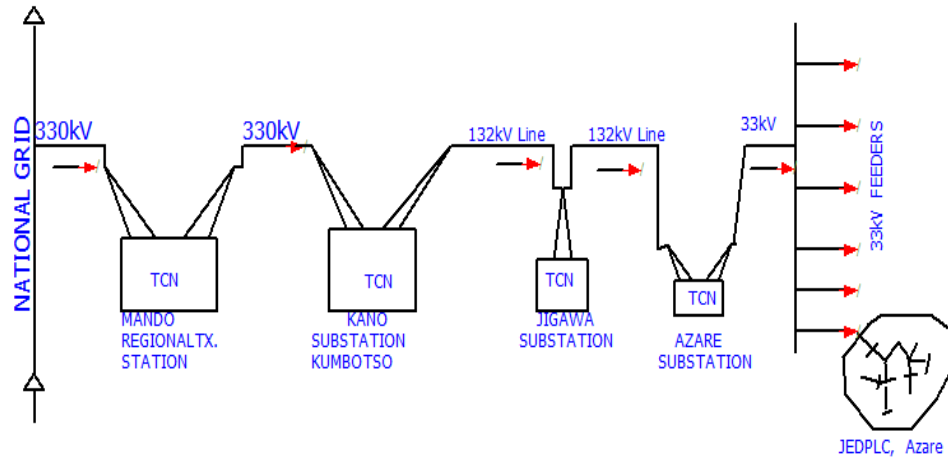 NATIONAL GRID
330kV
330kV
132kV Line
132kV Line
33kV
33kV FEEDERS
TCN
MANDO
REGIONALTX.
STATION
TCN
KANO
SUBSTATION
KUMBOTSO
TCN
JIGAWA
SUBSTATION
TCN
AZARE
SUBSTATION
JEDPLC, Azare